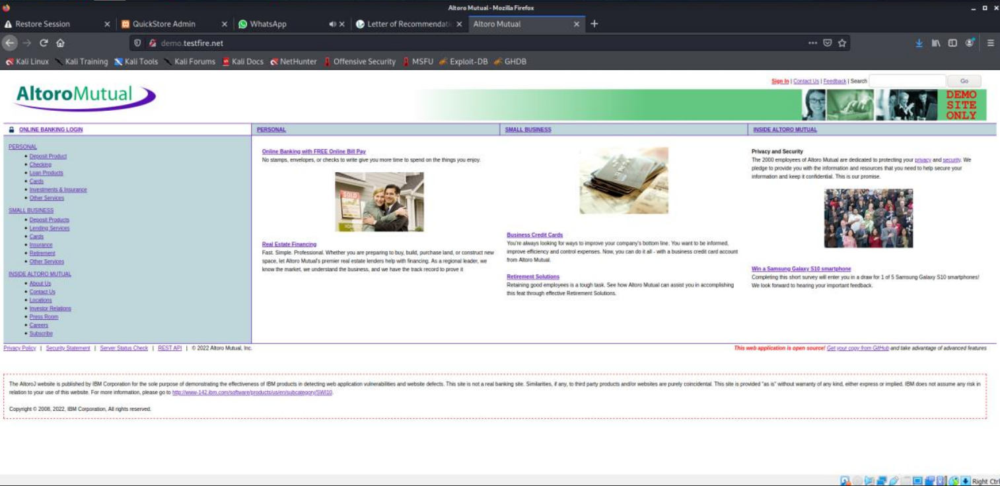 Altoro Mutual - Mozilla Firefox
Restore Session
QuickStore Admin
WhatsApp
Letter of Recommendati
Altoro Mutual
demo.testfire.net
Kali Linux Kali Training Kali Tools Kali Forums Kali Docs NetHunter Offensive Security MSFU Exploit-DB GHDB
Sign In | Contact Us | Feedback | Search Go
AltoroMutual
DEMO
SITE
ONLY
ONLINE BANKING LOGIN
PERSONAL
SMALL BUSINESS
INSIDE ALTORO MUTUAL
PERSONAL
Deposit Product
Checking
Loan Products
Cards
Investments & Insurance
Other Services
SMALL BUSINESS
Deposit Products
Lending Services
Cards
Insurance
Retirement
Other Services
INSIDE ALTORO MUTUAL
About Us
Contact Us
Locations
Investor Relations
Press Room
Careers
Subscribe
Online Banking with FREE Online Bill Pay
No stamps, envelopes, or checks to write give you more time to spend on the things you enjoy.
SOLD
Real Estate Financing
Fast. Simple. Professional. Whether you are preparing to buy, build, purchase land, or construct new
space, let Altoro Mutual's premier real estate lenders help with financing. As a regional leader, we
know the market, we understand the business, and we have the track record to prove it
Business Credit Cards
You're always looking for ways to improve your company's bottom line. You want to be informed,
improve efficiency and control expenses. Now, you can do it all - with a business credit card account
from Altoro Mutual.
Retirement Solutions
Retaining good employees is a tough task. See how Altoro Mutual can assist you in accomplishing
this feat through effective Retirement Solutions.
Privacy and Security
The 2000 employees of Altoro Mutual are dedicated to protecting your privacy and security. We
pledge to provide you with the information and resources that you need to help secure your
information and keep it confidential. This is our promise.
Win a Samsung Galaxy S10 smartphone
Completing this short survey will enter you in a draw for 1 of 5 Samsung Galaxy S10 smartphones!
We look forward to hearing your important feedback.
Privacy Policy | Security Statement | Server Status Check | REST API | © 2022 Altoro Mutual, Inc.
This web application is open source! Get your copy from GitHub and take advantage of advanced features
The AltoroJ website is published by IBM Corporation for the sole purpose of demonstrating the effectiveness of IBM products in detecting web application vulnerabilities and website defects. This site is not a real banking site. Similarities, if any, to third party products and/or websites are purely coincidental. This site is provided "as is" without warranty of any kind, either express or implied. IBM does not assume any risk in
relation to your use of this website. For more information, please go to http://www-142.ibm.com/software/products/us/en/subcategory/SWI10.
Copyright © 2008, 2022, IBM Corporation, All rights reserved.
Right Ctrl